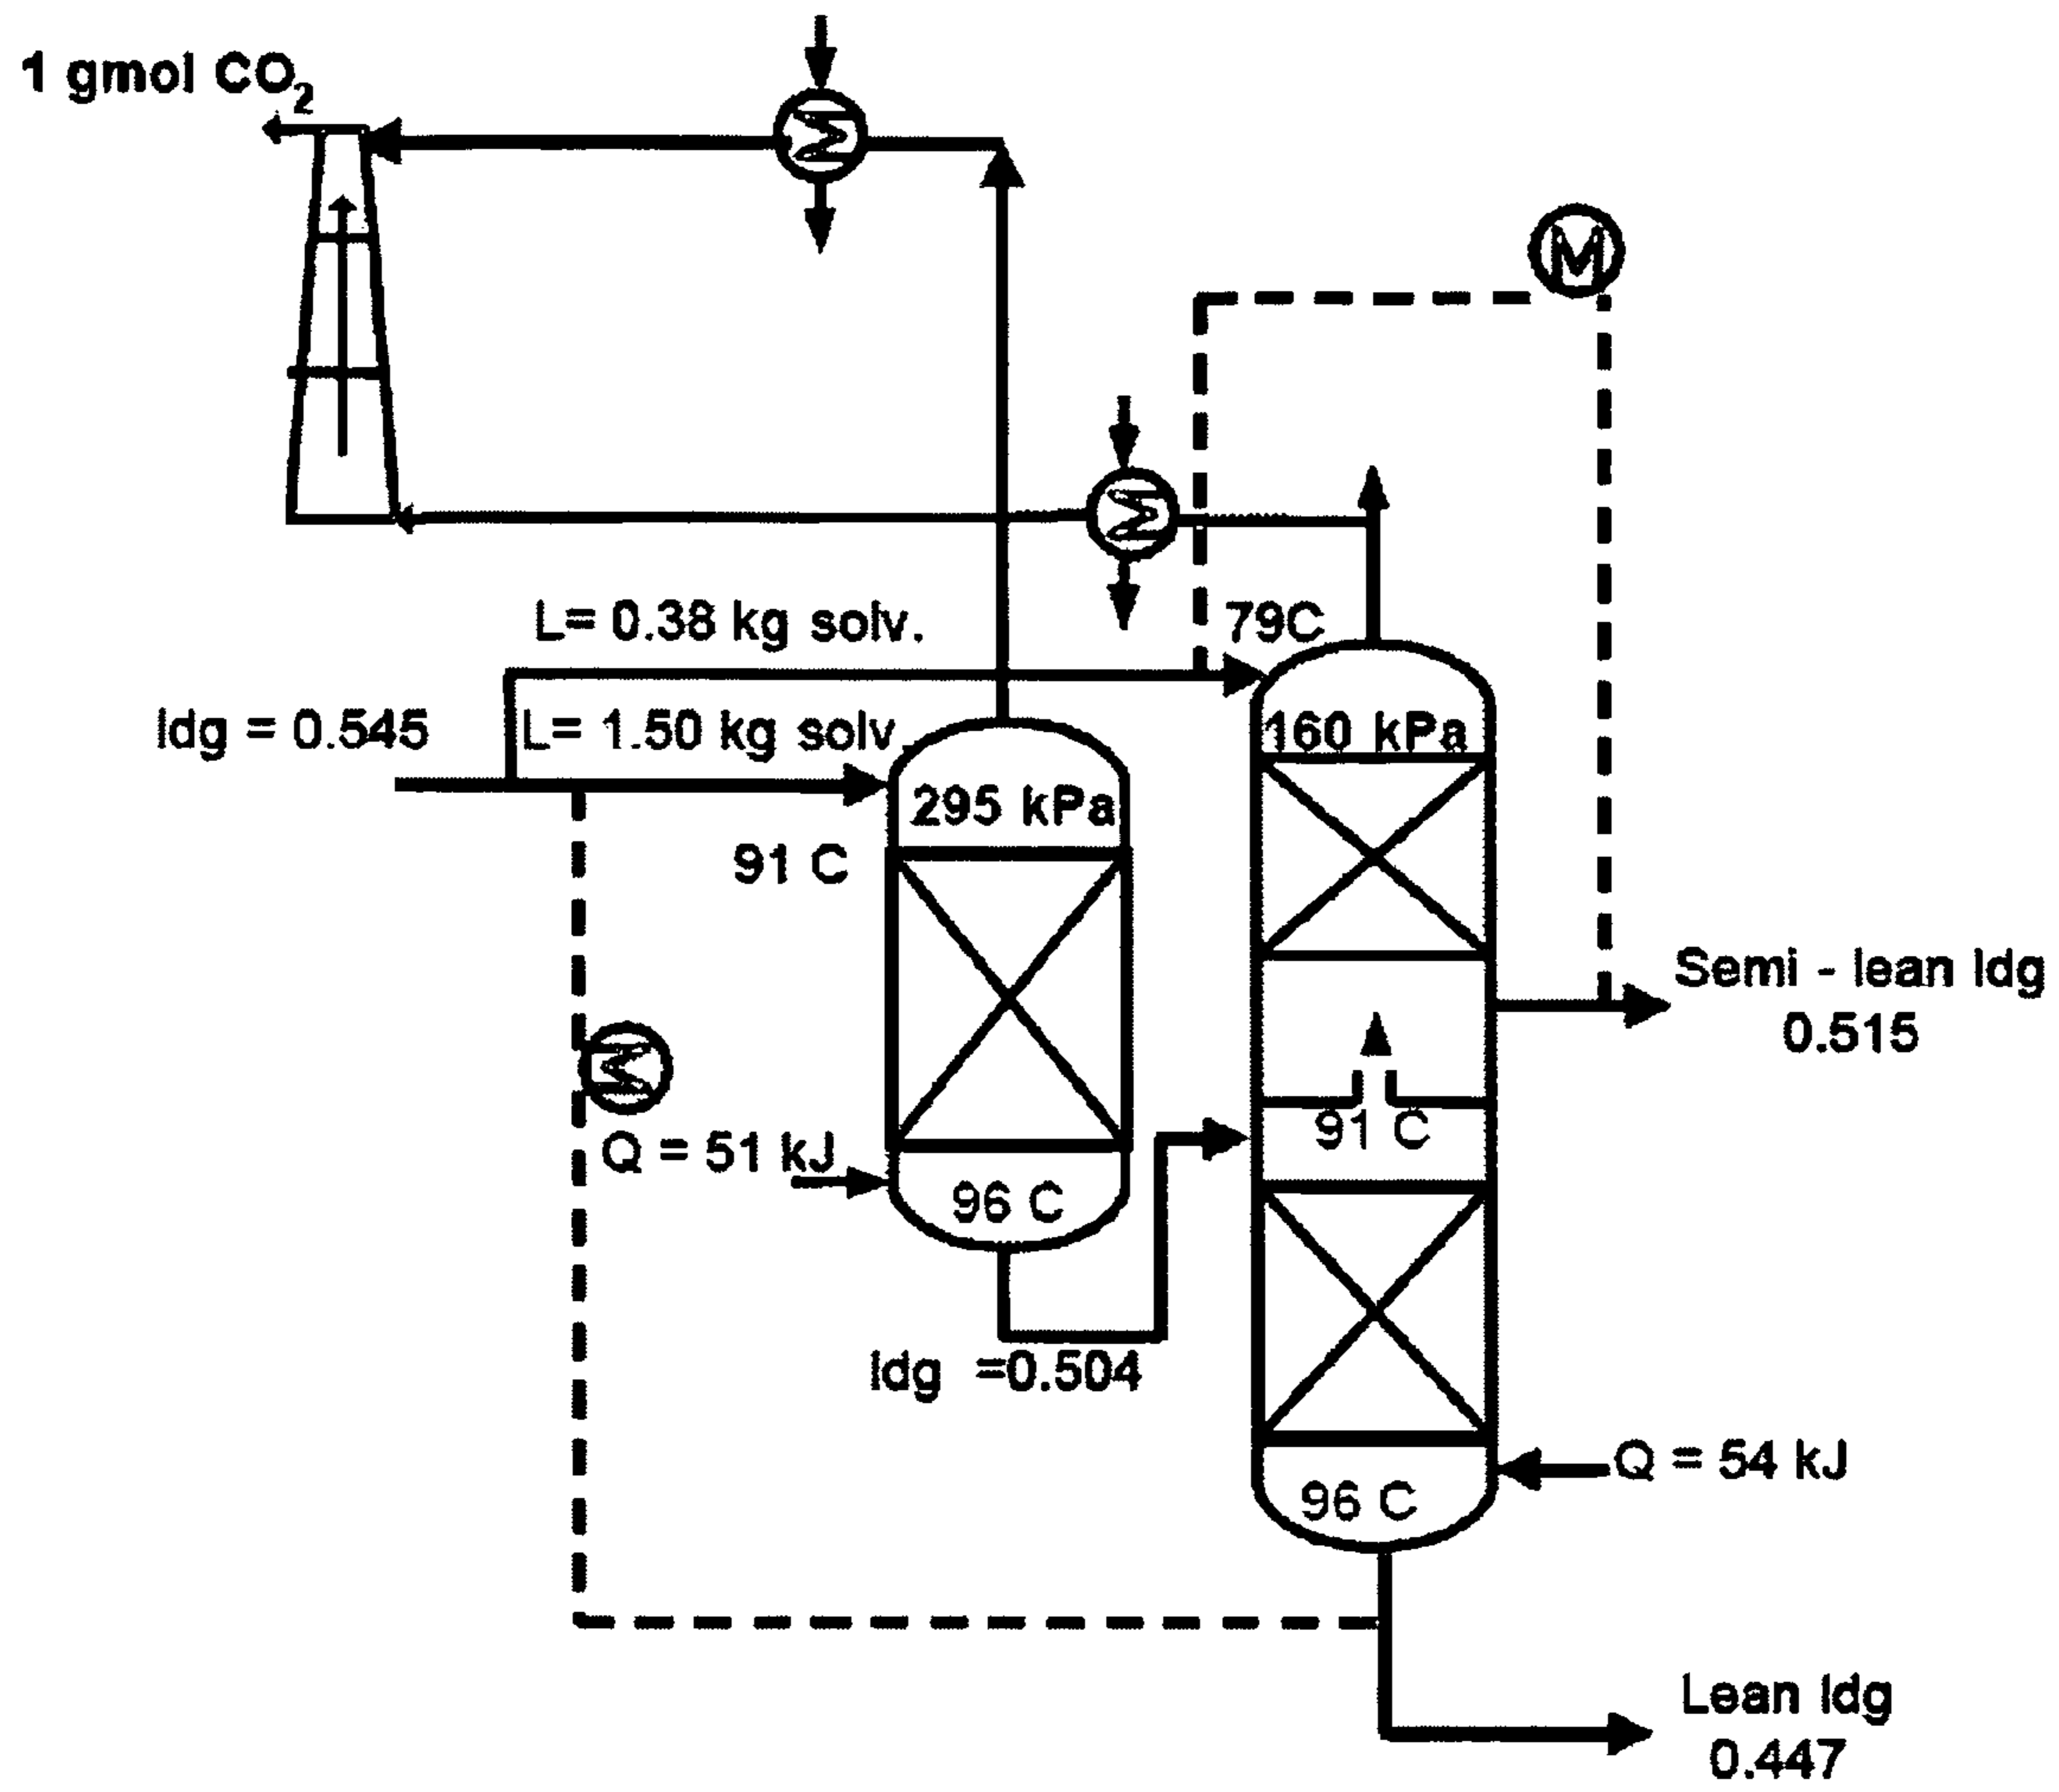 1 gmol CO2
M
L= 0.38 kg solv.
79C
ldg = 0.545
L= 1.50 kg solv.
160 kPa
295 kPa
91 C
Semi - lean ldg
0.515
91 C
Q = 51 kJ
96 C
ldg =0.504
Q = 54 kJ
96 C
Lean ldg
0.447